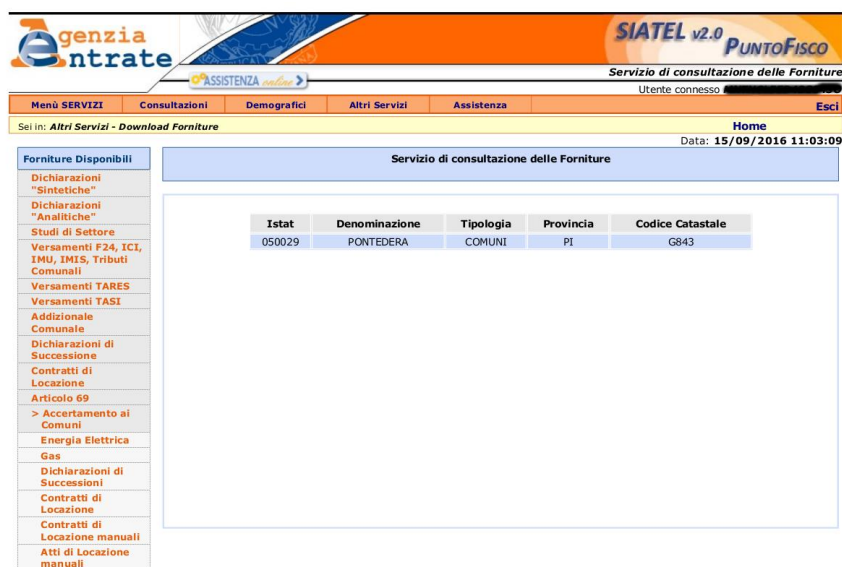 Agenzia
Entrate
SIATEL v2.0
PUNTOFISCO
ASSISTENZA online
Servizio di consultazione delle Forniture
Utente connesso
Menù SERVIZI Consultazioni Demografici Altri Servizi Assistenza Esci
Sei in: Altri Servizi - Download Forniture Home
Data: 15/09/2016 11:03:09
Forniture Disponibili
Dichiarazioni
"Sintetiche"
Dichiarazioni
"Analitiche"
Studi di Settore
Versamenti F24, ICI,
IMU, IMIS, Tributi
Comunali
Versamenti TARES
Versamenti TASI
Addizionale
Comunale
Dichiarazioni di
Successione
Contratti di
Locazione
Articolo 69
> Accertamento ai
Comuni
Energia Elettrica
Gas
Dichiarazioni di
Successioni
Contratti di
Locazione
Contratti di
Locazione manuali
Atti di Locazione
manuali
Servizio di consultazione delle Forniture
Istat Denominazione Tipologia Provincia Codice Catastale
050029 PONTEDERA COMUNI PI G843